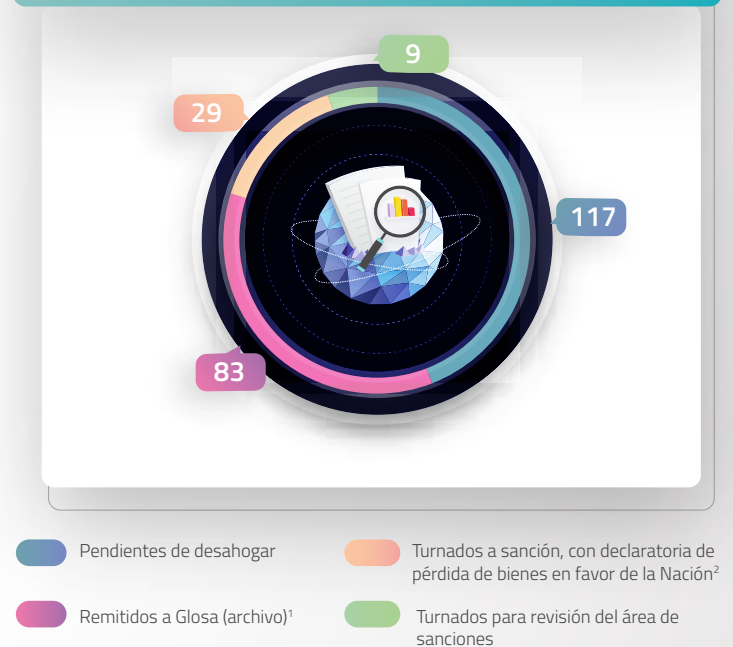 9
29
117
83
Pendientes de desahogar
Turnados a sanción, con declaratoria de
pérdida de bienes en favor de la Nación²
Remitidos a Glosa (archivo)¹
Turnados para revisión del área de
sanciones